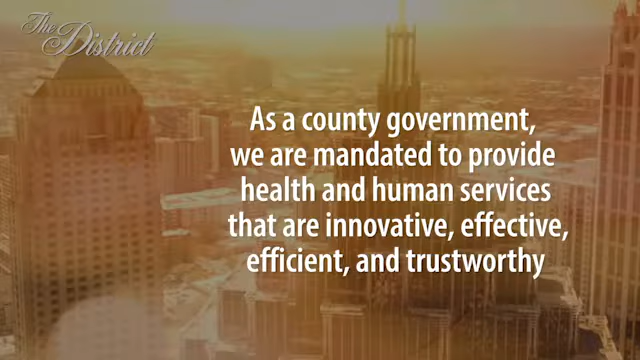 The District
As a county government,
we are mandated to provide
health and human services
that are innovative, effective,
efficient, and trustworthy